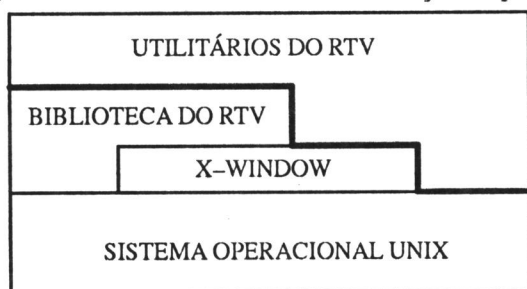 UTILITÁRIOS DO RTV
BIBLIOTECA DO RTV
X-WINDOW
SISTEMA OPERACIONAL UNIX